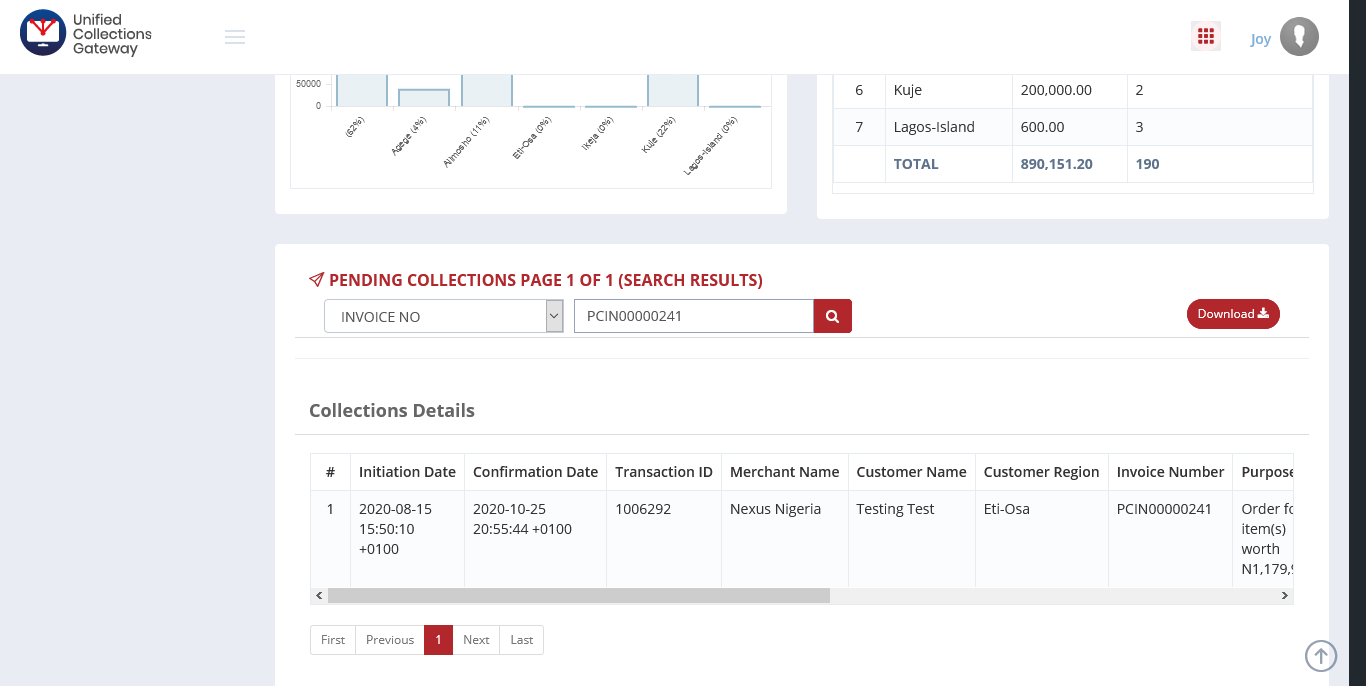 Unified
Collections
Gateway
Joy
50000
0
(62%)
Agege (4%)
Alimosho (11%)
Eti-Osa (0%)
Ikeja (0%)
Kuje (22%)
Lagos-Island (0%)
6 Kuje 200,000.00 2
7 Lagos-Island 600.00 3
TOTAL 890,151.20 190
PENDING COLLECTIONS PAGE 1 OF 1 (SEARCH RESULTS)
INVOICE NO
PCIN00000241
Download
Collections Details
# Initiation Date Confirmation Date Transaction ID Merchant Name Customer Name Customer Region Invoice Number Purpose
1 2020-08-15 2020-10-25 1006292 Nexus Nigeria Testing Test Eti-Osa PCIN00000241 Order fo
15:50:10 20:55:44 +0100 item(s)
+0100 worth
N1,179,9
First Previous 1 Next Last